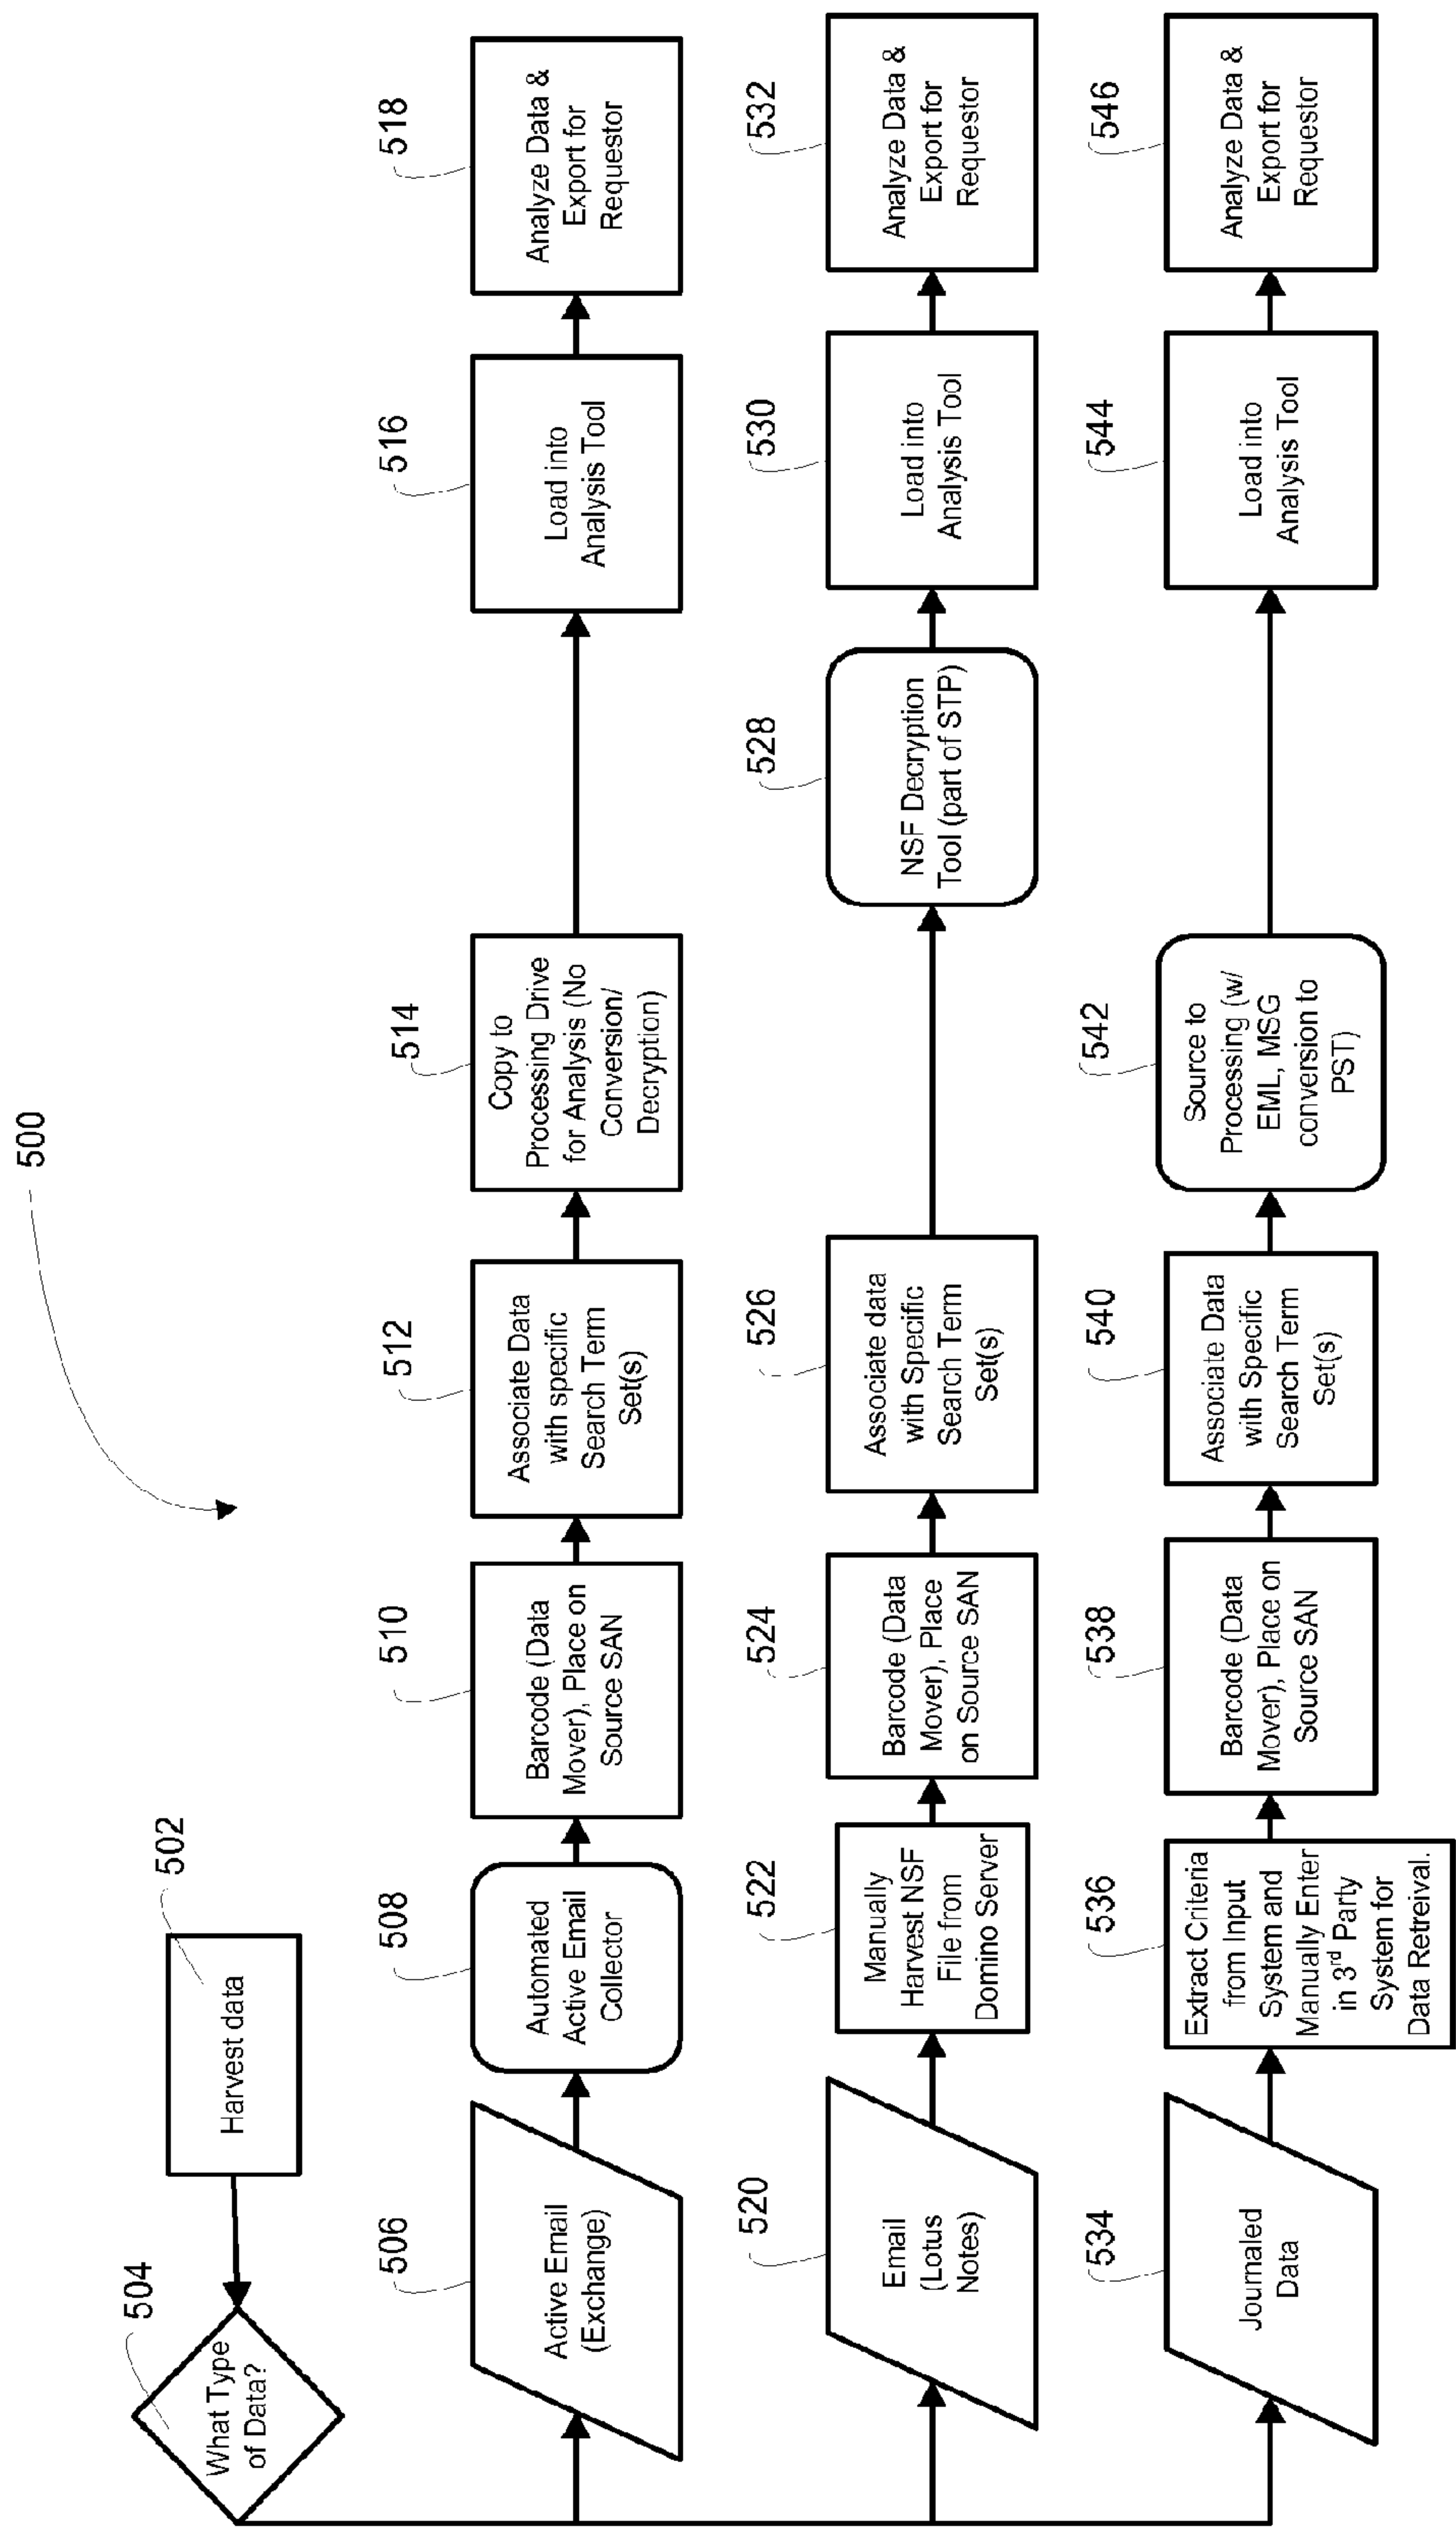 500
502
Harvest data
504
What Type
of Data?
506
Active Email
(Exchange)
508
Automated
Active Email
Collector
510
Barcode (Data
Mover), Place on
Source SAN
512
Associate Data
with specific
Search Term
Set(s)
514
Copy to
Processing Drive
for Analysis (No
Conversion/
Decryption)
516
Load into
Analysis Tool
518
Analyze Data &
Export for
Requestor
520
Email
(Lotus
Notes)
522
Manually
Harvest NSF
File from
Domino Server
524
Barcode (Data
Mover), Place
on Source SAN
526
Associate data
with Specific
Search Term
Set(s)
528
NSF Decryption
Tool (part of STP)
530
Load into
Analysis Tool
532
Analyze Data &
Export for
Requestor
534
Journaled
Data
536
Extract Criteria
from Input
System and
Manually Enter
in 3rd Party
System for
Data Retreival.
538
Barcode (Data
Mover), Place on
Source SAN
540
Associate Data
with Specific
Search Term
Set(s)
542
Source to
Processing (w/
EML, MSG
conversion to
PST)
544
Load into
Analysis Tool
546
Analyze Data &
Export for
Requestor